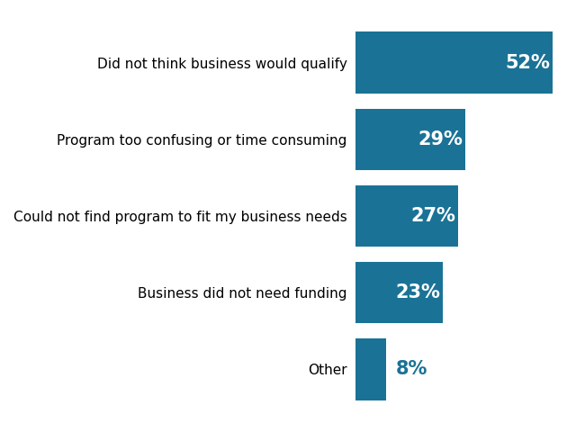 Did not think business would qualify 52%
Program too confusing or time consuming 29%
Could not find program to fit my business needs 27%
Business did not need funding 23%
Other 8%